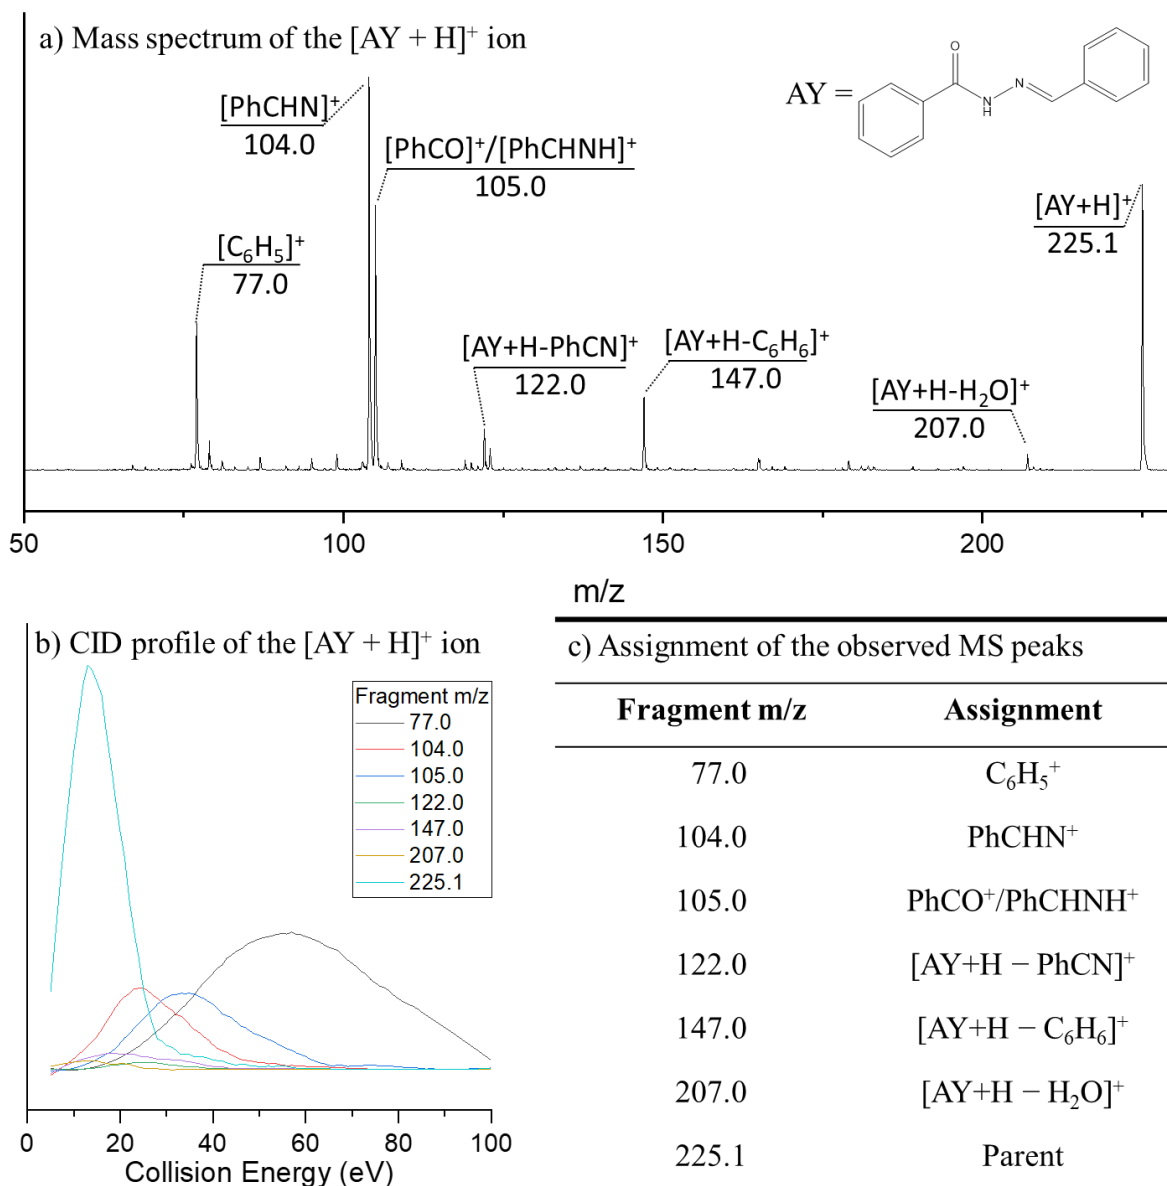 a) Mass spectrum of the [AY + H]⁺ ion
AY =
O
N
N
H
[PhCHN]⁺
104.0
[PhCO]⁺/[PhCHNH]⁺
105.0
[C₆H₅]⁺
77.0
[AY+H]⁺
225.1
[AY+H-PhCN]⁺
122.0
[AY+H-C₆H₆]⁺
147.0
[AY+H-H₂O]⁺
207.0
50 100 150 200
m/z
b) CID profile of the [AY + H]⁺ ion
Fragment m/z
77.0
104.0
105.0
122.0
147.0
207.0
225.1
0 20 40 60 80 100
Collision Energy (eV)
c) Assignment of the observed MS peaks
Fragment m/z Assignment
77.0 C₆H₅⁺
104.0 PhCHN⁺
105.0 PhCO⁺/PhCHNH⁺
122.0 [AY+H − PhCN]⁺
147.0 [AY+H − C₆H₆]⁺
207.0 [AY+H − H₂O]⁺
225.1 Parent